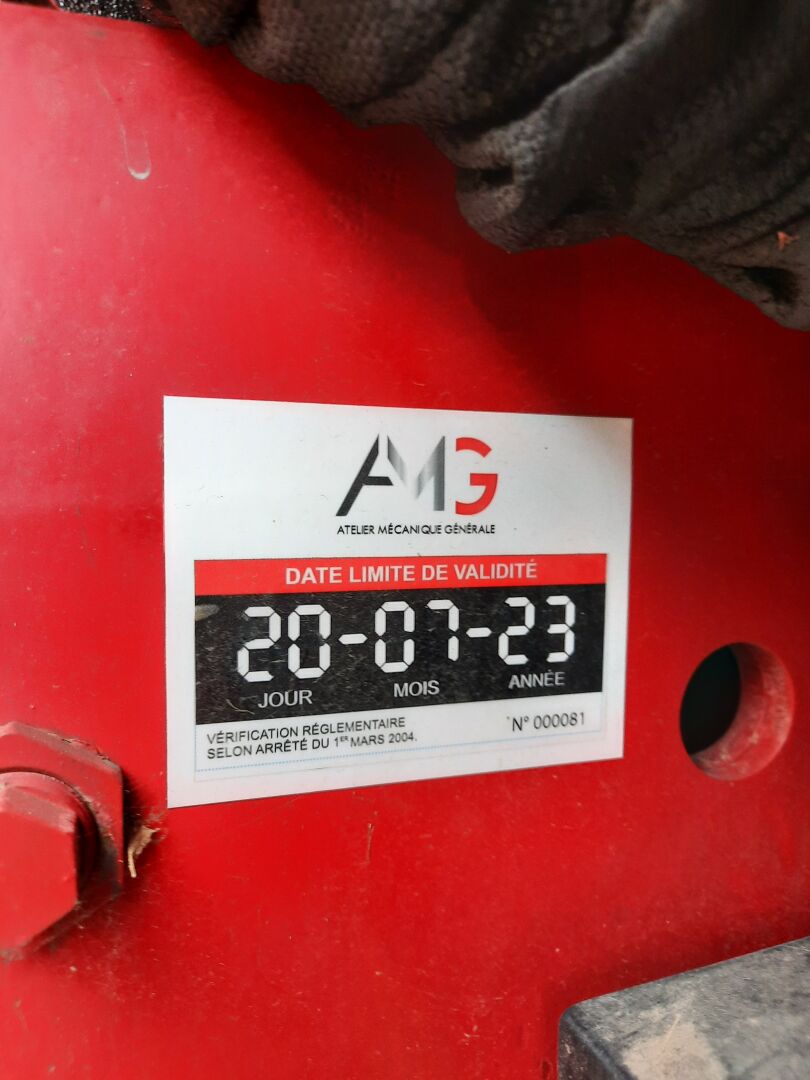 AMG
ATELIER MÉCANIQUE GÉNÉRALE
DATE LIMITE DE VALIDITÉ
20-07-23
JOUR MOIS ANNÉE
VÉRIFICATION RÉGLEMENTAIRE
SELON ARRÊTÉ DU 1ER MARS 2004.
N° 000081